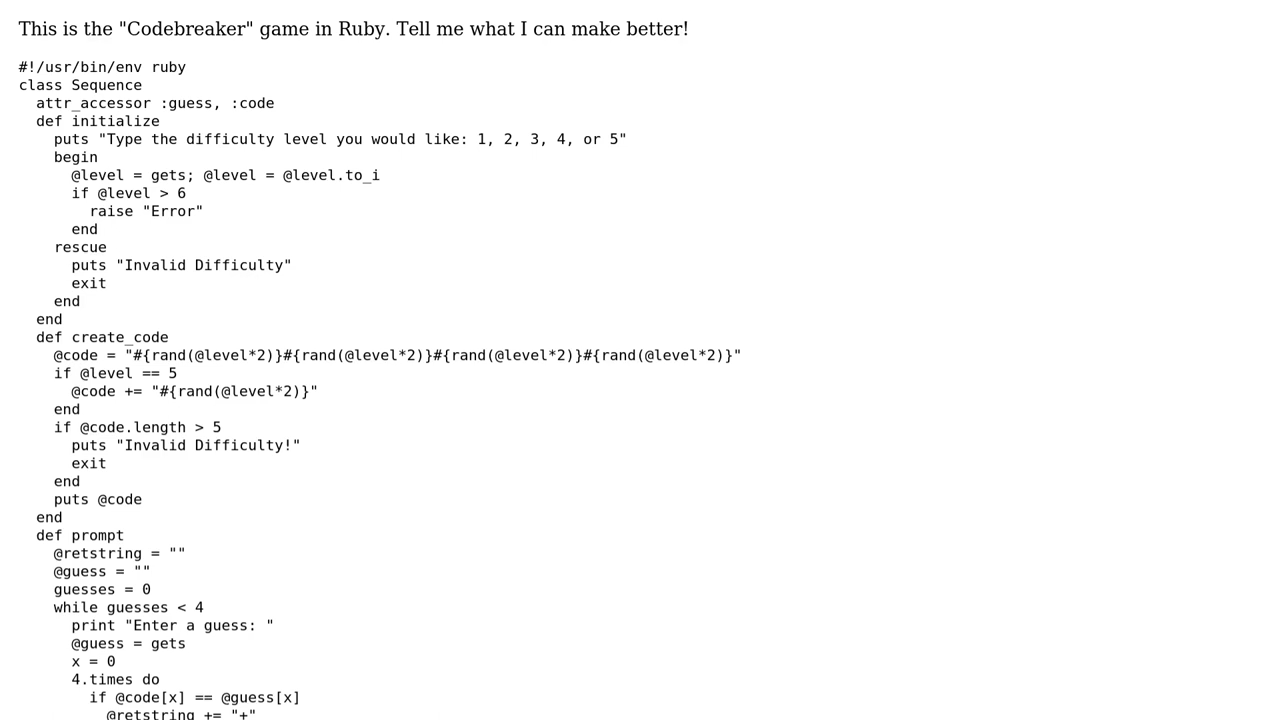 This is the "Codebreaker" game in Ruby. Tell me what I can make better!
#!/usr/bin/env ruby
class Sequence
  attr_accessor :guess, :code
  def initialize
    puts "Type the difficulty level you would like: 1, 2, 3, 4, or 5"
    begin
      @level = gets; @level = @level.to_i
      if @level > 6
        raise "Error"
      end
    rescue
      puts "Invalid Difficulty"
      exit
    end
  end
  def create_code
    @code = "#{rand(@level*2)}#{rand(@level*2)}#{rand(@level*2)}#{rand(@level*2)}"
    if @level == 5
      @code += "#{rand(@level*2)}"
    end
    if @code.length > 5
      puts "Invalid Difficulty!"
      exit
    end
    puts @code
  end
  def prompt
    @retstring = ""
    @guess = ""
    guesses = 0
    while guesses < 4
      print "Enter a guess: "
      @guess = gets
      x = 0
      4.times do
        if @code[x] == @guess[x]
          @retstring += "+"